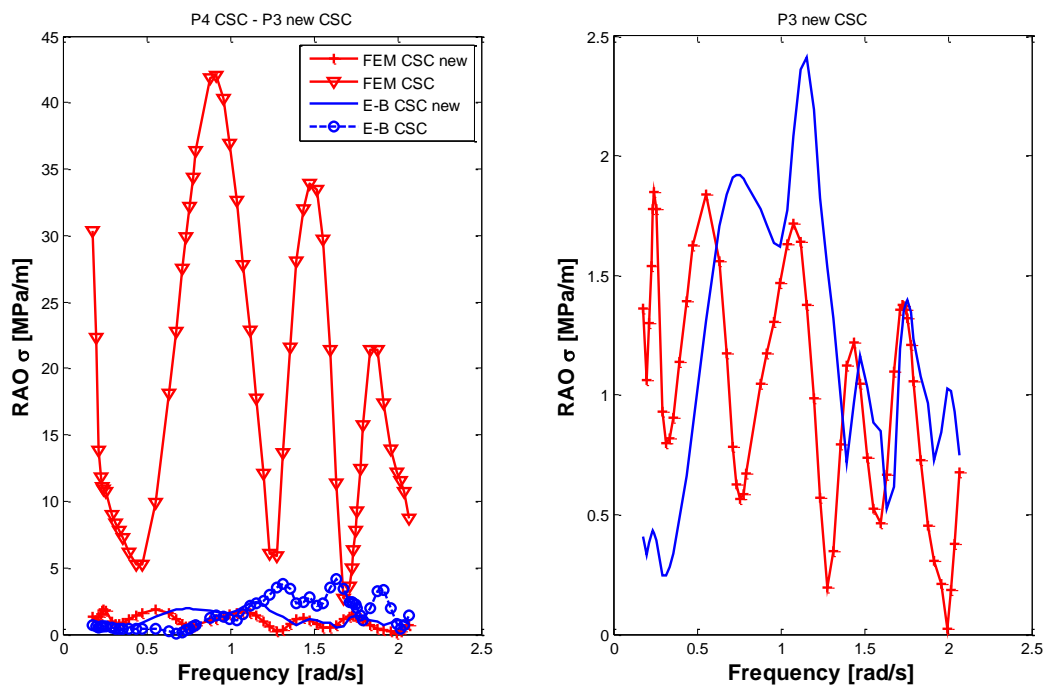 P4 CSC - P3 new CSC
45
40
35
30
25
20
15
10
5
0
RAO σ [MPa/m]
FEM CSC new
FEM CSC
E-B CSC new
E-B CSC
0 0.5 1 1.5 2 2.5
Frequency [rad/s]
P3 new CSC
2.5
2
1.5
1
0.5
0
RAO σ [MPa/m]
0 0.5 1 1.5 2 2.5
Frequency [rad/s]